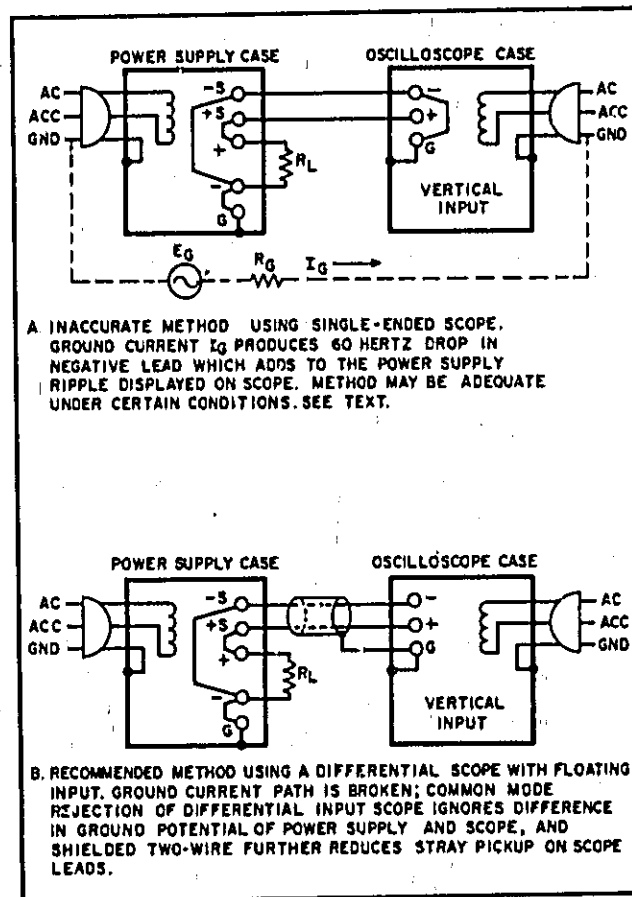 POWER SUPPLY CASE
OSCILLOSCOPE CASE
AC
ACC
GND
-S
+S
+
-
G
RL
-
+
G
VERTICAL
INPUT
AC
ACC
GND
EG
RG
IG
A. INACCURATE METHOD USING SINGLE-ENDED SCOPE.
GROUND CURRENT IG PRODUCES 60 HERTZ DROP IN
NEGATIVE LEAD WHICH ADDS TO THE POWER SUPPLY
RIPPLE DISPLAYED ON SCOPE. METHOD MAY BE ADEQUATE
UNDER CERTAIN CONDITIONS. SEE TEXT.
POWER SUPPLY CASE
OSCILLOSCOPE CASE
AC
ACC
GND
-S
+S
+
-
G
RL
-
+
G
VERTICAL
INPUT
AC
ACC
GND
B. RECOMMENDED METHOD USING A DIFFERENTIAL SCOPE WITH FLOATING
INPUT. GROUND CURRENT PATH IS BROKEN; COMMON MODE
REJECTION OF DIFFERENTIAL INPUT SCOPE IGNORES DIFFERENCE
IN GROUND POTENTIAL OF POWER SUPPLY AND SCOPE, AND
SHIELDED TWO-WIRE FURTHER REDUCES STRAY PICKUP ON SCOPE
LEADS.